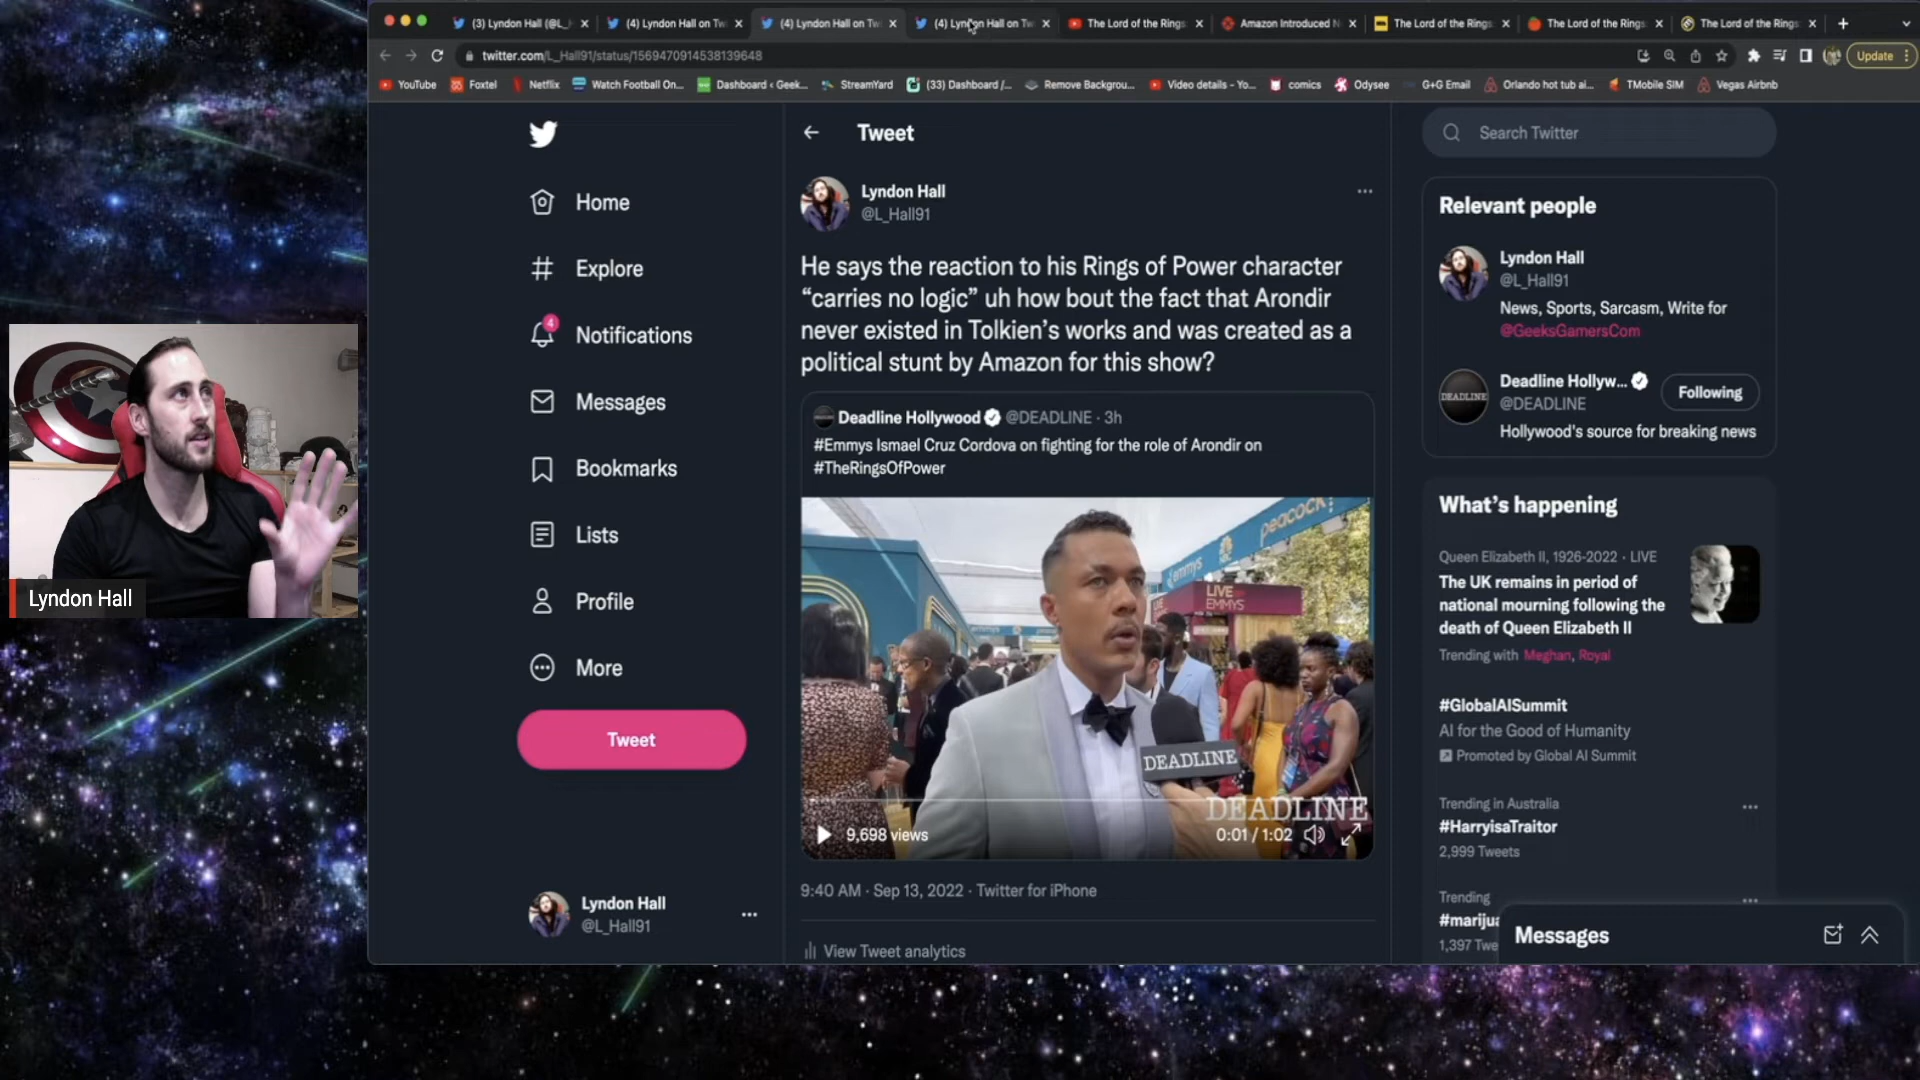 (3) Lyndon Hall (@L_
(4) Lyndon Hall on Tw
(4) Lyndon Hall on Tw
(4) Lyndon Hall on Tw
The Lord of the Rings
Amazon Introduced N
The Lord of the Rings
The Lord of the Rings
The Lord of the Rings
twitter.com/L_Hall91/status/1569470914538139648
Update
YouTube
Foxtel
Netflix
Watch Football On...
Dashboard ‹ Geek...
StreamYard
(33) Dashboard /...
Remove Backgrou...
Video details - Yo...
comics
Odysee
G+G Email
Orlando hot tub ai...
TMobile SIM
Vegas Airbnb
Home
Explore
4
Notifications
Messages
Bookmarks
Lists
Profile
More
Tweet
Lyndon Hall
@L_Hall91
Tweet
Lyndon Hall
@L_Hall91
He says the reaction to his Rings of Power character
“carries no logic” uh how bout the fact that Arondir
never existed in Tolkien’s works and was created as a
political stunt by Amazon for this show?
Deadline Hollywood @DEADLINE · 3h
#Emmys Ismael Cruz Cordova on fighting for the role of Arondir on
#TheRingsOfPower
peacock
emmys
LIVE
EMMYS
DEADLINE
DEADLINE
9,698 views
0:01 / 1:02
9:40 AM · Sep 13, 2022 · Twitter for iPhone
View Tweet analytics
Search Twitter
Relevant people
Lyndon Hall
@L_Hall91
News, Sports, Sarcasm, Write for
@GeeksGamersCom
DEADLINE
Deadline Hollyw...
@DEADLINE
Following
Hollywood's source for breaking news
What’s happening
Queen Elizabeth II, 1926-2022 · LIVE
The UK remains in period of
national mourning following the
death of Queen Elizabeth II
Trending with Meghan, Royal
#GlobalAISummit
AI for the Good of Humanity
Promoted by Global AI Summit
Trending in Australia
#HarryisaTraitor
2,999 Tweets
Trending
#mariju
1,397 Twe
Messages
Lyndon Hall